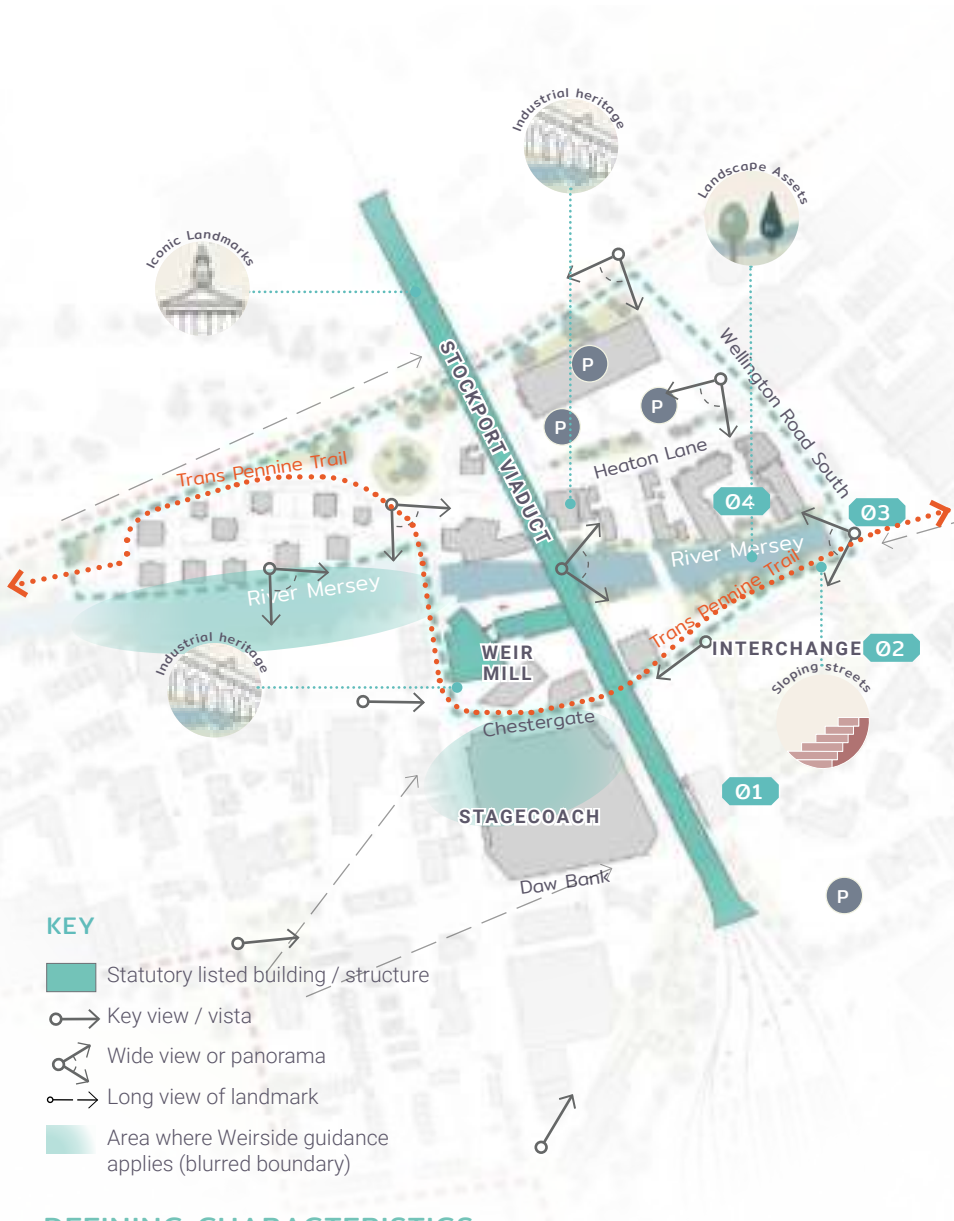 Industrial heritage
Landscape Assets
Iconic Landmarks
STOCKPORT VIADUCT
Wellington Road South
P
P
P
Heaton Lane
Trans Pennine Trail
04
03
River Mersey
River Mersey
Trans Pennine Trail
Industrial heritage
WEIR
MILL
INTERCHANGE
02
Sloping streets
Chestergate
01
STAGECOACH
Daw Bank
P
KEY
Statutory listed building / structure
Key view / vista
Wide view or panorama
Long view of landmark
Area where Weirside guidance
applies (blurred boundary)
DEFINING CHARACTERISTICS